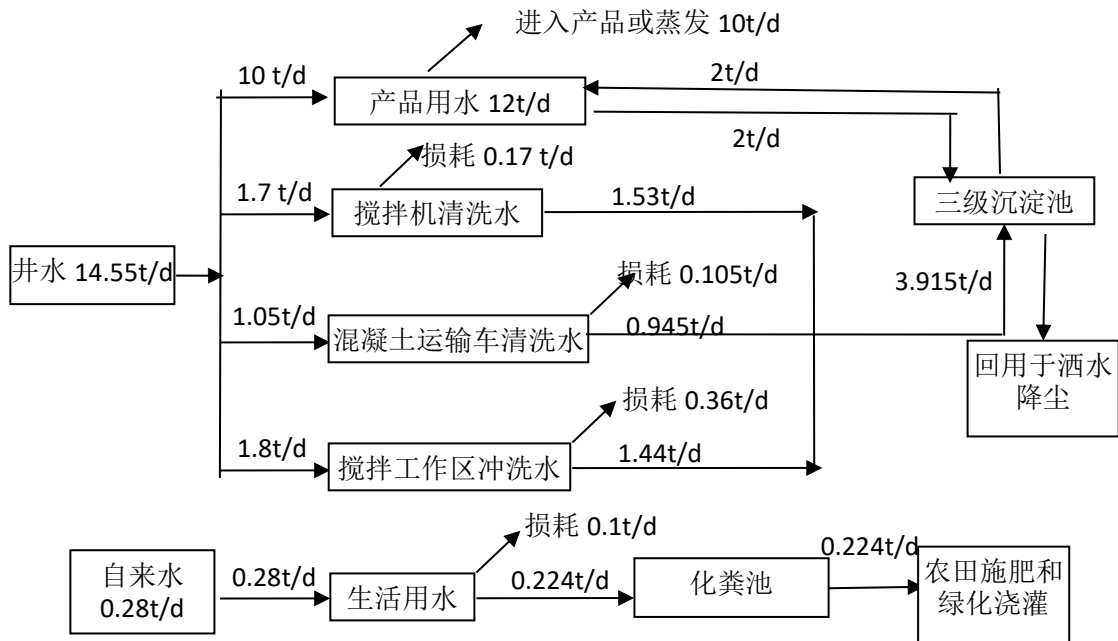 进入产品或蒸发 10t/d
10 t/d
产品用水 12t/d
2t/d
2t/d
损耗 0.17 t/d
1.7 t/d
搅拌机清洗水
1.53t/d
三级沉淀池
井水 14.55t/d
损耗 0.105t/d
3.915t/d
1.05t/d
混凝土运输车清洗水
0.945t/d
回用于洒水
降尘
损耗 0.36t/d
1.8t/d
搅拌工作区冲洗水
1.44t/d
损耗 0.1t/d
自来水
0.28t/d
0.28t/d
生活用水
0.224t/d
化粪池
0.224t/d
农田施肥和
绿化浇灌